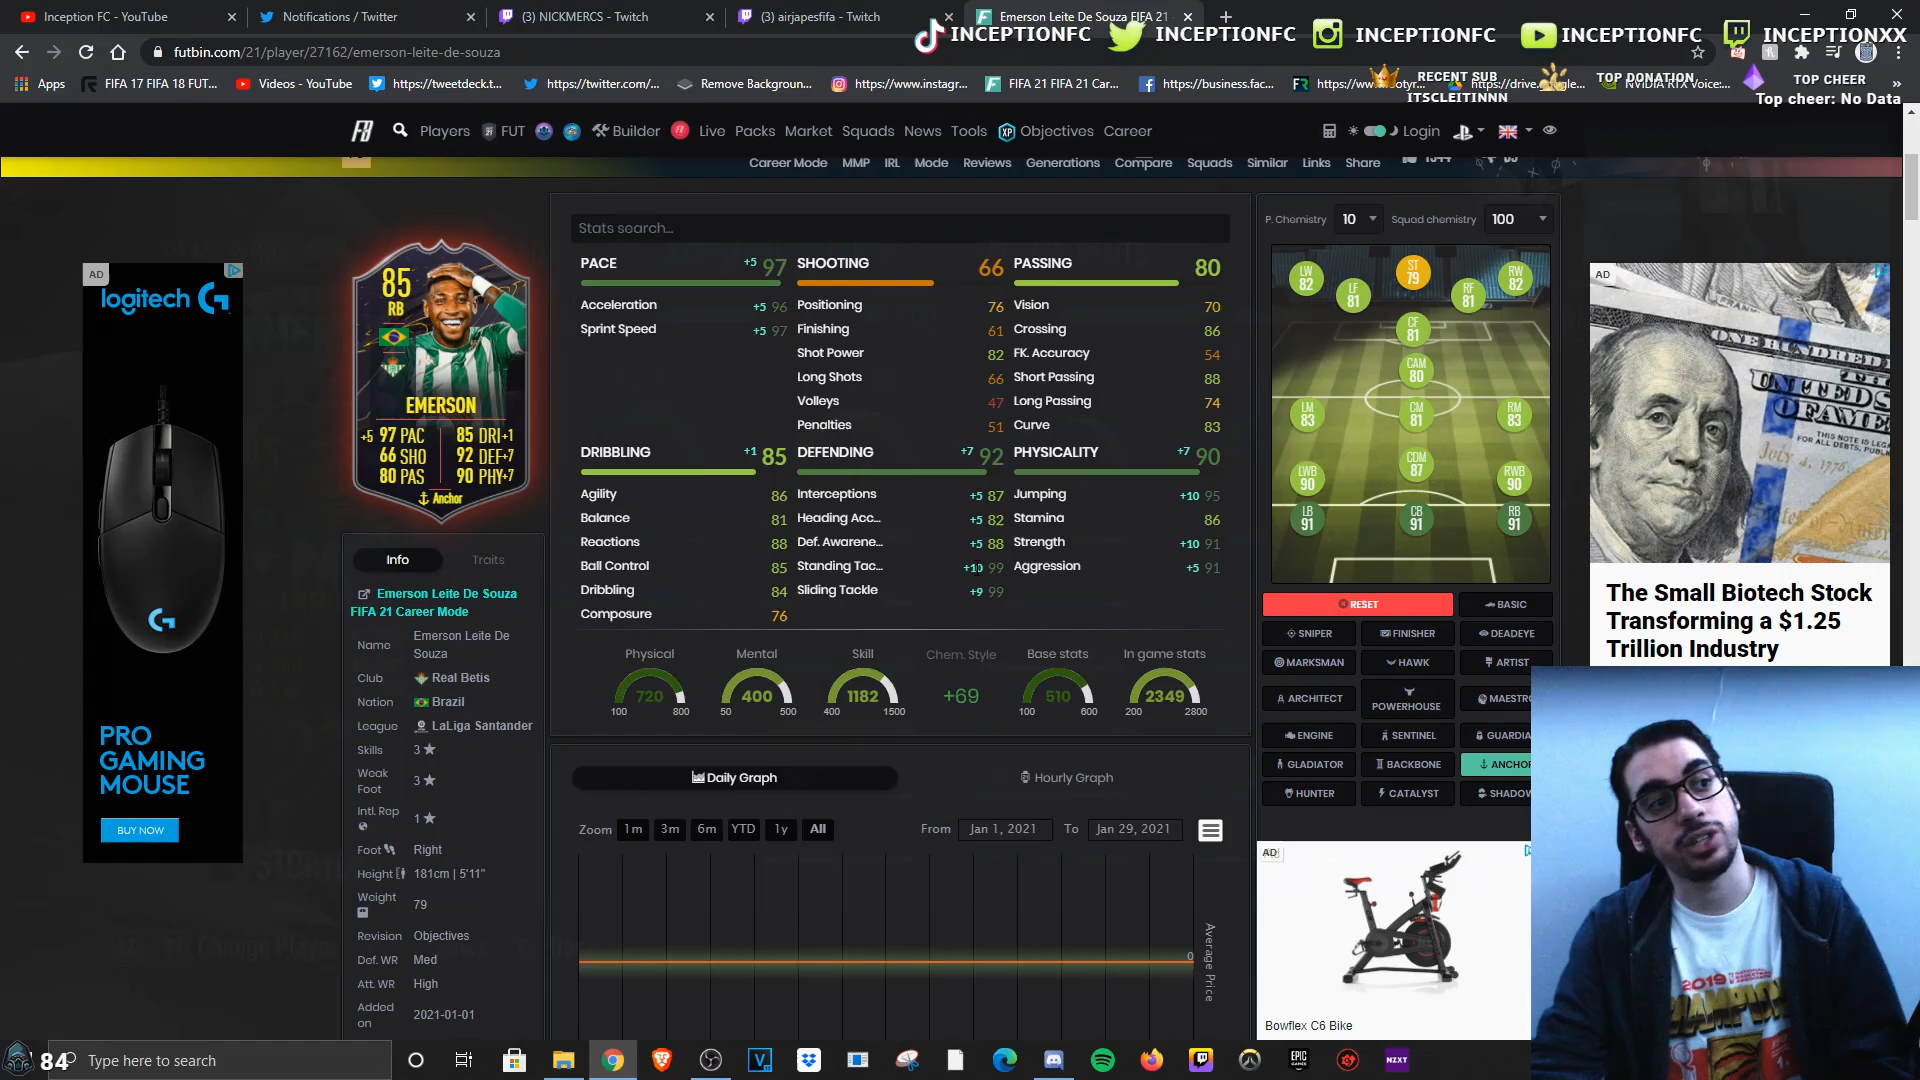 Inception FC - YouTube
Notifications / Twitter
(3) NICKMERCS - Twitch
(3) airjapesfifa - Twitch
Emerson Leite De Souza FIFA 21
futbin.com/21/player/27162/emerson-leite-de-souza
INCEPTIONFC INCEPTIONFC INCEPTIONFC INCEPTIONFC INCEPTIONXX
Apps FIFA 17 FIFA 18 FUT... Videos - YouTube https://tweetdeck.t... https://twitter.com/... Remove Backgroun... https://www.instagr... FIFA 21 FIFA 21 Car... https://business.fac... https://drive.google... NVIDIA RTX Voice:... »
RECENT SUB
ITSCLEITINNN
TOP DONATION
TOP CHEER
Top cheer: No Data
Players FUT Builder Live Packs Market Squads News Tools XP Objectives Career Login
Career Mode MMP IRL Mode Reviews Generations Compare Squads Similar Links Share
AD
logitech G
PRO
GAMING
MOUSE
BUY NOW
85
RB
EMERSON
+5 97 PAC 85 DRI+1
66 SHO 92 DEF+7
80 PAS 90 PHY+7
Anchor
Info Traits
Emerson Leite De Souza
FIFA 21 Career Mode
Name Emerson Leite De Souza
Club Real Betis
Nation Brazil
League LaLiga Santander
Skills 3
Weak Foot 3
Intl. Rep 1
Foot Right
Height 181cm | 5'11"
Weight 79
Revision Objectives
Def. WR Med
Att. WR High
Added on 2021-01-01
Stats search...
PACE +5 97
Acceleration +5 96
Sprint Speed +5 97
SHOOTING 66
Positioning 76
Finishing 61
Shot Power 82
Long Shots 66
Volleys 47
Penalties 51
PASSING 80
Vision 70
Crossing 86
FK. Accuracy 54
Short Passing 88
Long Passing 74
Curve 83
DRIBBLING +1 85
Agility 86
Balance 81
Reactions 88
Ball Control 85
Dribbling 84
Composure 76
DEFENDING +7 92
Interceptions +5 87
Heading Acc... +5 82
Def. Awarene... +5 88
Standing Tac... +10 99
Sliding Tackle +9 99
PHYSICALITY +7 90
Jumping +10 95
Stamina 86
Strength +10 91
Aggression +5 91
Physical 720 100 800
Mental 400 50 500
Skill 1182 400 1500
Chem. Style +69
Base stats 510 100 600
In game stats 2349 200 2800
Daily Graph Hourly Graph
Zoom 1m 3m 6m YTD 1y All From Jan 1, 2021 To Jan 29, 2021
0
Average Price
P. Chemistry 10 Squad chemistry 100
LW 82
LF 81
ST 79
RF 81
RW 82
CF 81
CAM 80
LM 83
CM 81
RM 83
CDM 87
LWB 90
RWB 90
LB 91
CB 91
RB 91
RESET BASIC
SNIPER FINISHER DEADEYE
MARKSMAN HAWK ARTIST
ARCHITECT POWERHOUSE MAESTR
ENGINE SENTINEL GUARDIA
GLADIATOR BACKBONE ANCHOR
HUNTER CATALYST SHADOW
AD
Bowflex C6 Bike
AD
The Small Biotech Stock
Transforming a $1.25
Trillion Industry
2019
CHAMPION
84
Type here to search
EPIC GAMES
NZXT